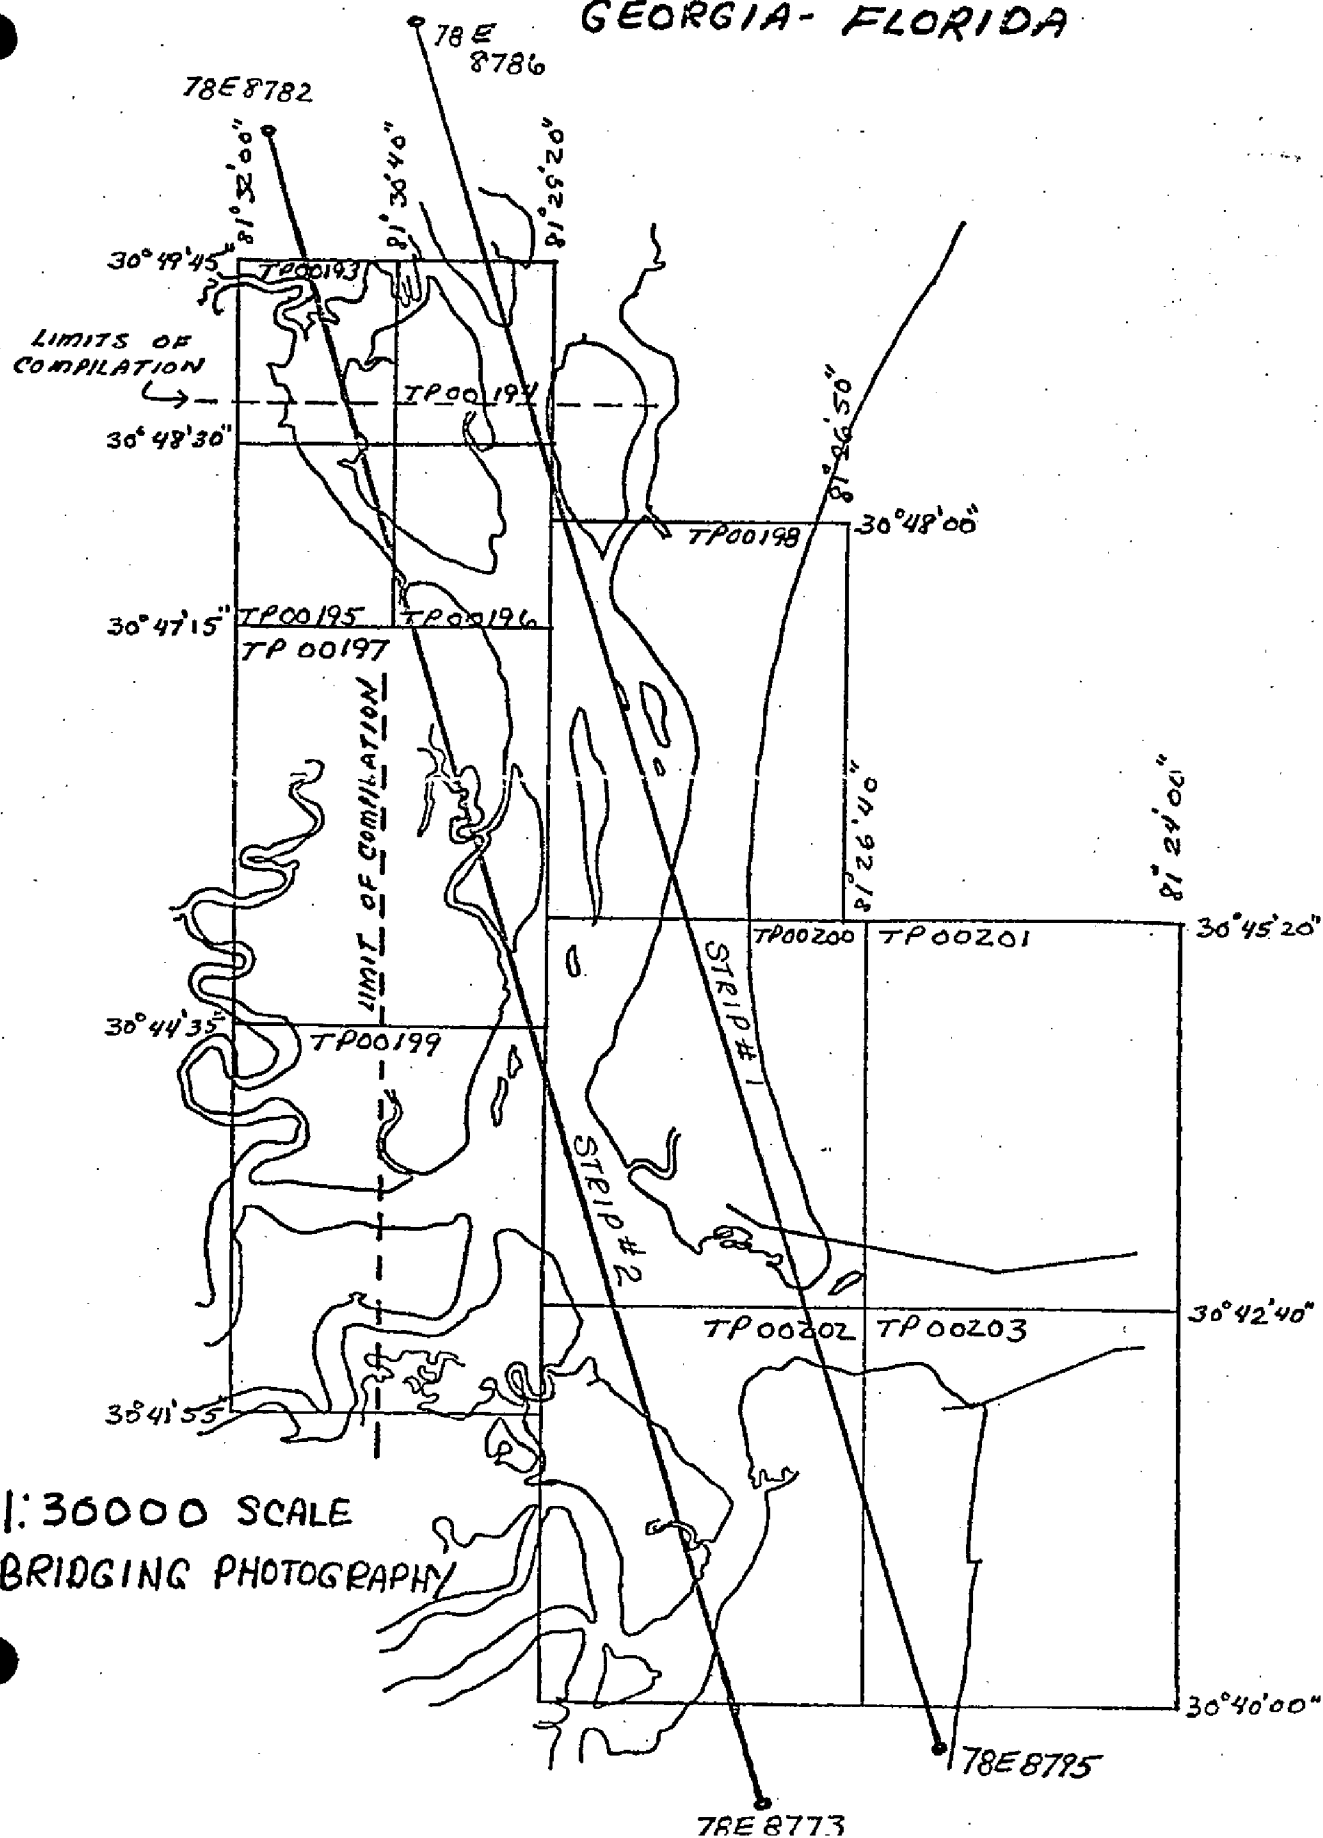 GEORGIA- FLORIDA
78E
8786
78E8782
81°32'00"
81°30'40"
81°29'20"
30°49'45"
TP00193
LIMITS OF
COMPILATION
TP00194
81°26'50"
30°48'30"
TP00198
30°48'00"
30°47'15"
TP00195
TP00196
TP00197
LIMIT OF COMPILATION
81°26'40"
81°24'00"
TP00200
TP00201
30°45'20"
STRIP #1
30°44'35"
TP00199
STRIP #2
TP00202
TP00203
30°42'40"
30°41'55"
1:30000 SCALE
BRIDGING PHOTOGRAPHY
30°40'00"
78E8795
78E8773